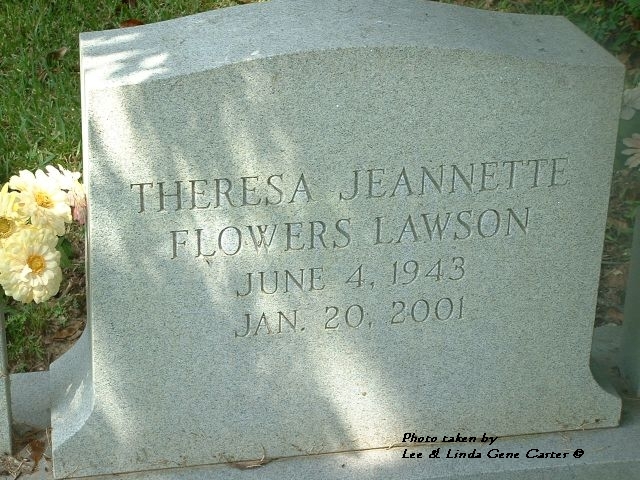 THERESA JEANNETTE
FLOWERS LAWSON
JUNE 4, 1943
JAN. 20, 2001
Photo taken by
Lee & Linda Gene Carter ©